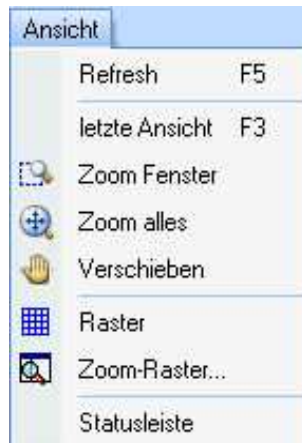 Ansicht
Refresh F5
letzte Ansicht F3
Zoom Fenster
Zoom alles
Verschieben
Raster
Zoom-Raster...
Statusleiste